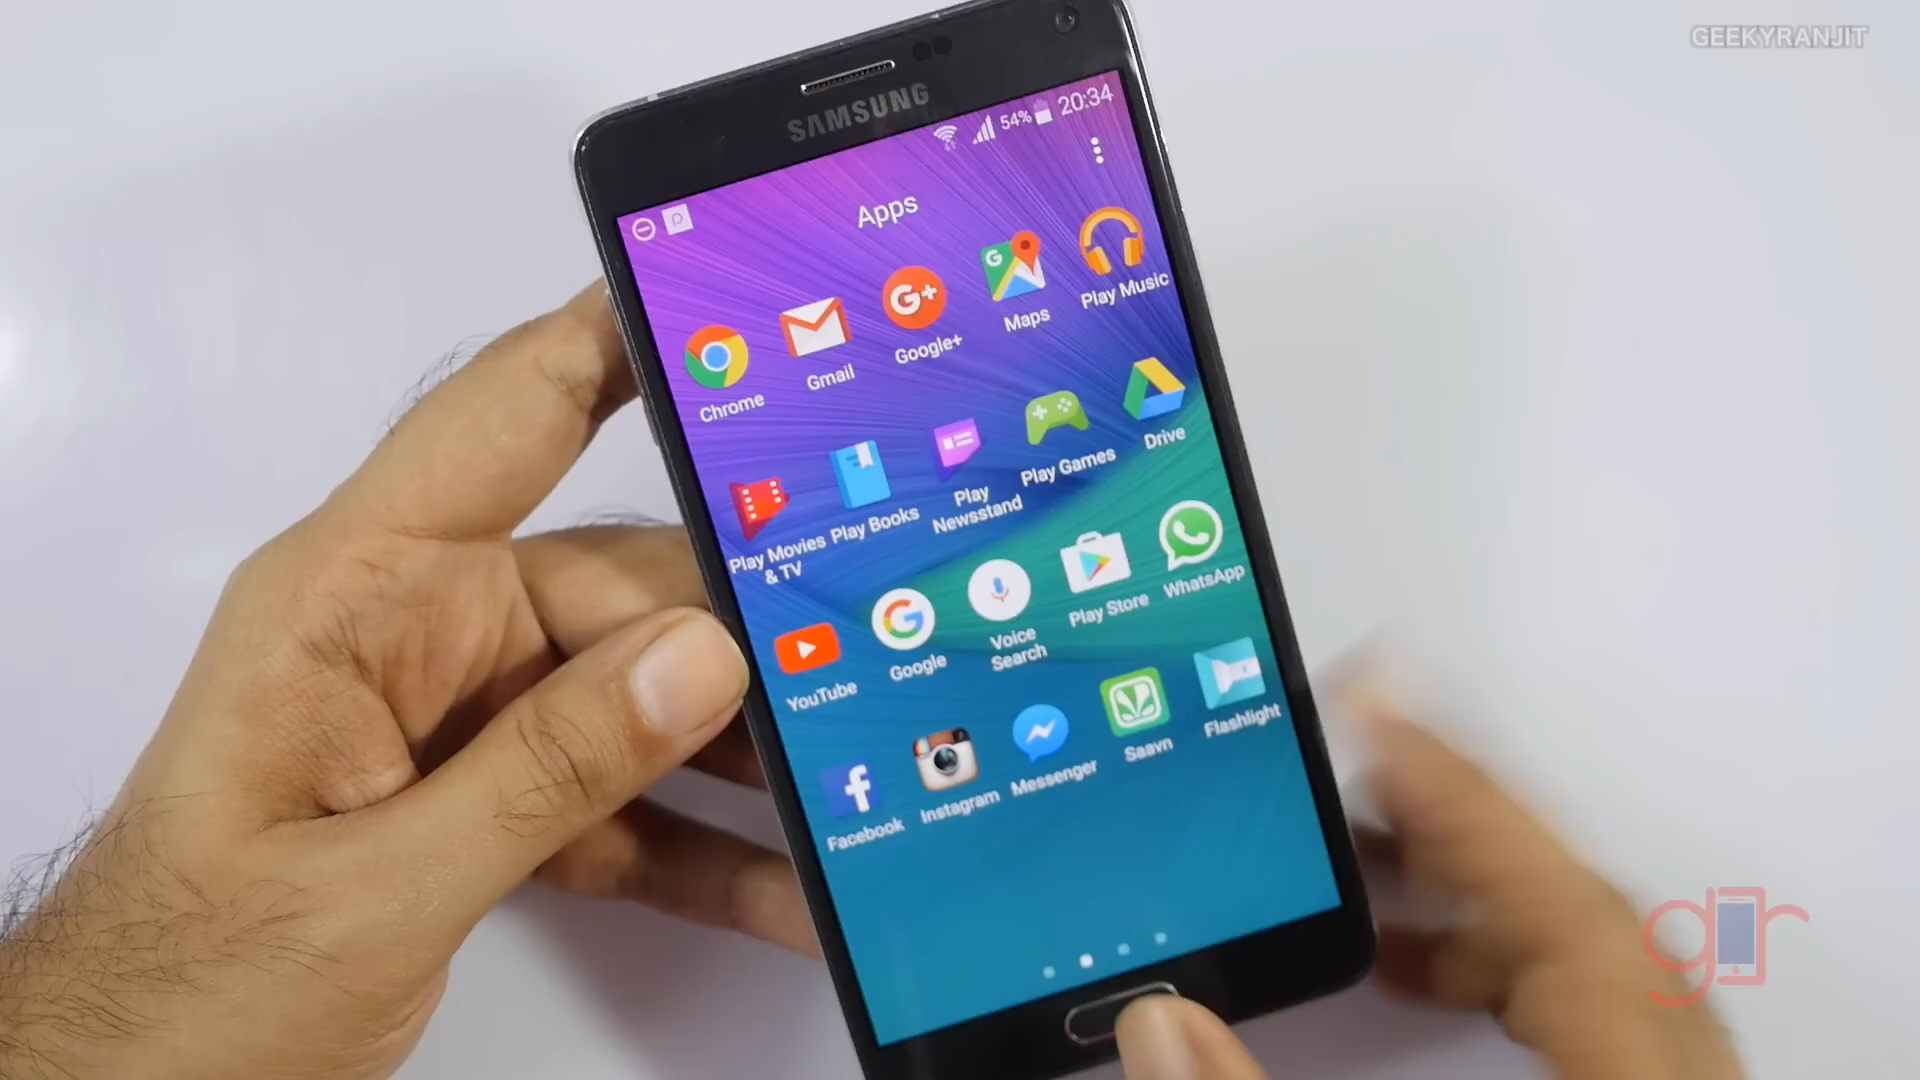 GEEKYRANJIT
SAMSUNG
54% 20:34
Apps
Chrome
Gmail
Google+
Maps
Play Music
Play Movies
& TV
Play Books
Play
Newsstand
Play Games
Drive
YouTube
Google
Voice
Search
Play Store
WhatsApp
Facebook
Instagram
Messenger
Saavn
Flashlight
gr